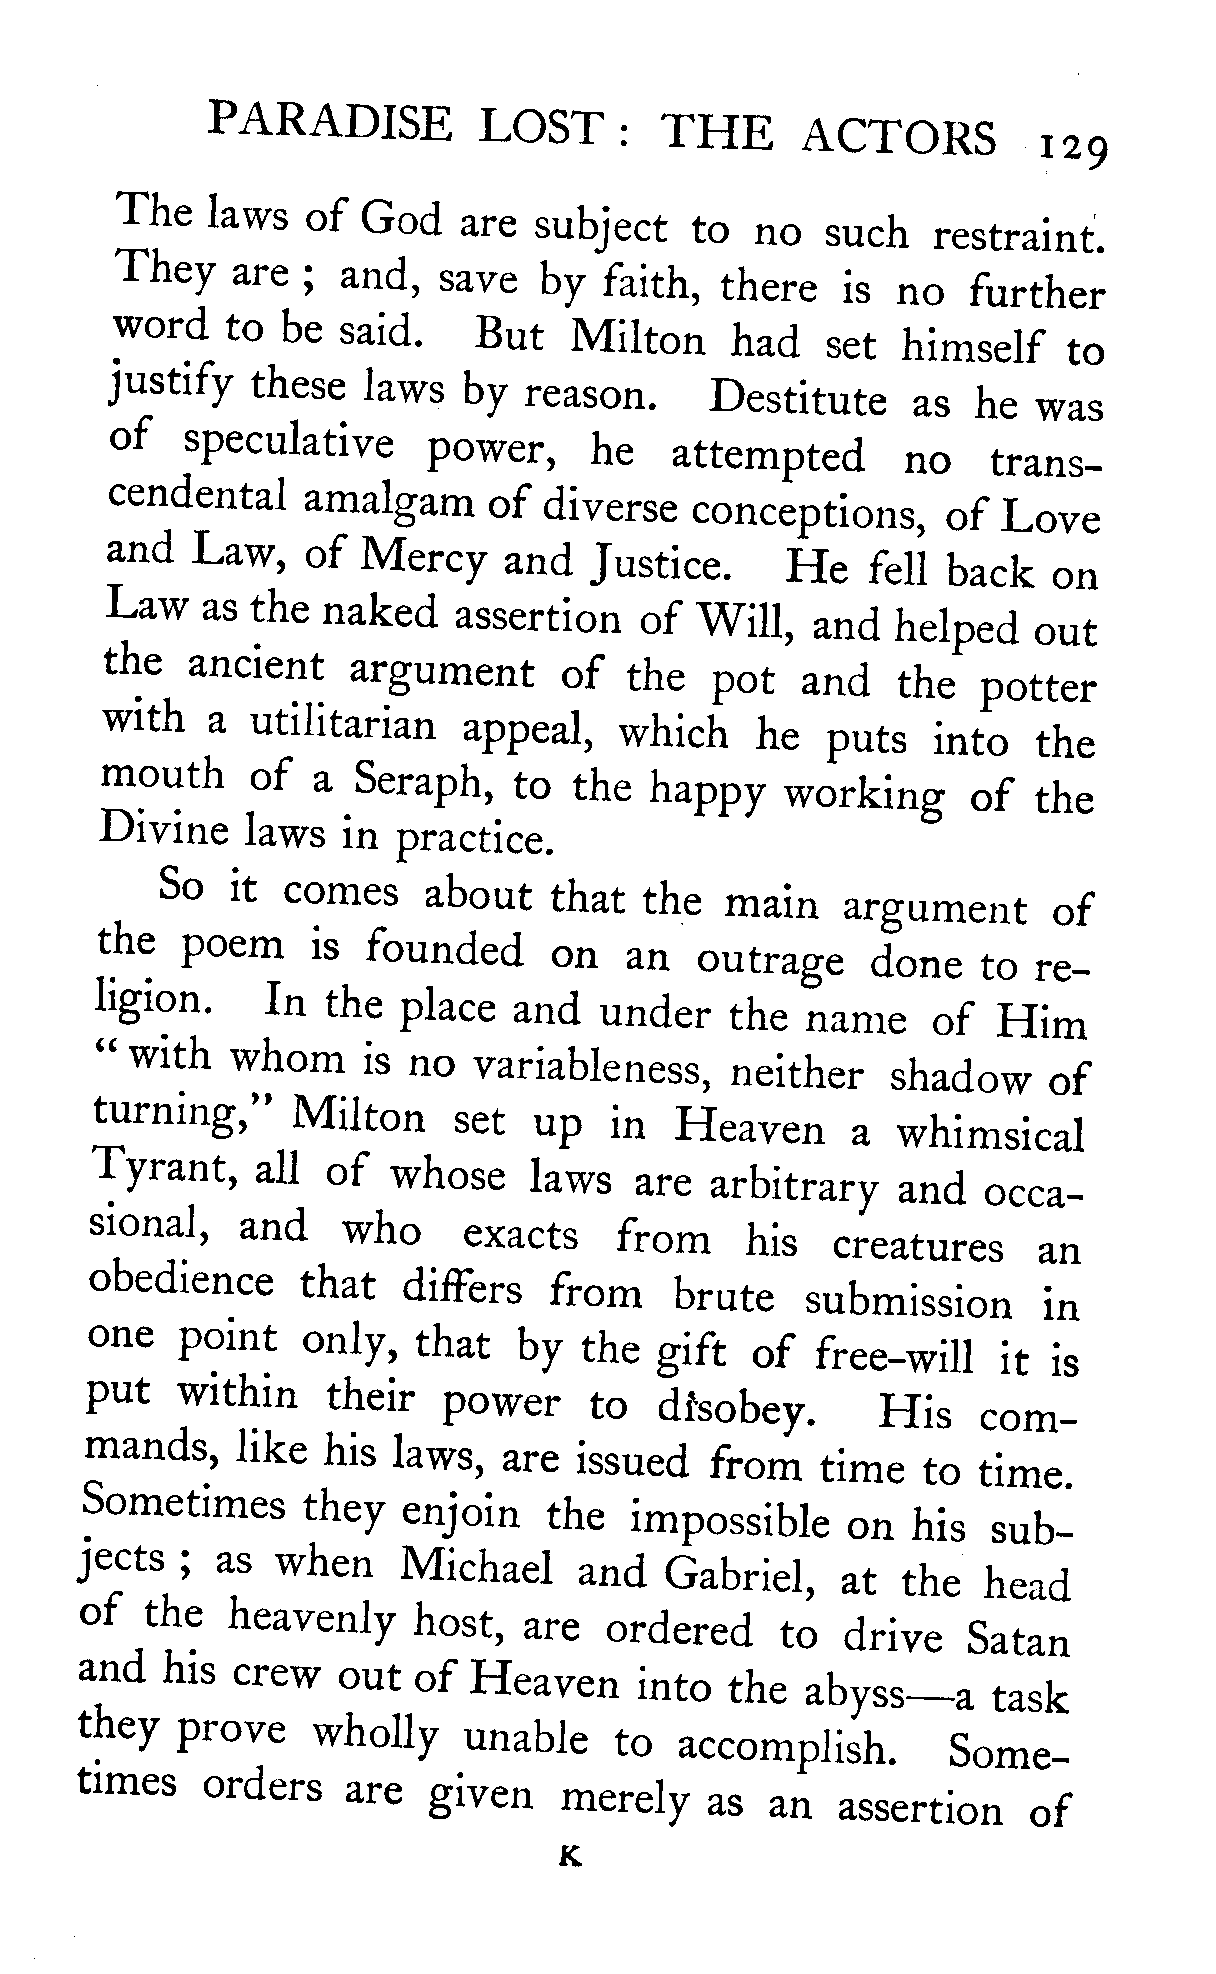 PARADISE LOST : THE ACTORS 129
The laws of God are subject to no such restraint.
They are ; and, save by faith, there is no further
word to be said. But Milton had set himself to
justify these laws by reason. Destitute as he was
of speculative power, he attempted no trans-
cendental amalgam of diverse conceptions, of Love
and Law, of Mercy and Justice. He fell back on
Law as the naked assertion of Will, and helped out
the ancient argument of the pot and the potter
with a utilitarian appeal, which he puts into the
mouth of a Seraph, to the happy working of the
Divine laws in practice.
So it comes about that the main argument of
the poem is founded on an outrage done to re-
ligion. In the place and under the name of Him
“ with whom is no variableness, neither shadow of
turning,” Milton set up in Heaven a whimsical
Tyrant, all of whose laws are arbitrary and occa-
sional, and who exacts from his creatures an
obedience that differs from brute submission in
one point only, that by the gift of free-will it is
put within their power to disobey. His com-
mands, like his laws, are issued from time to time.
Sometimes they enjoin the impossible on his sub-
jects ; as when Michael and Gabriel, at the head
of the heavenly host, are ordered to drive Satan
and his crew out of Heaven into the abyss—a task
they prove wholly unable to accomplish. Some-
times orders are given merely as an assertion of
K